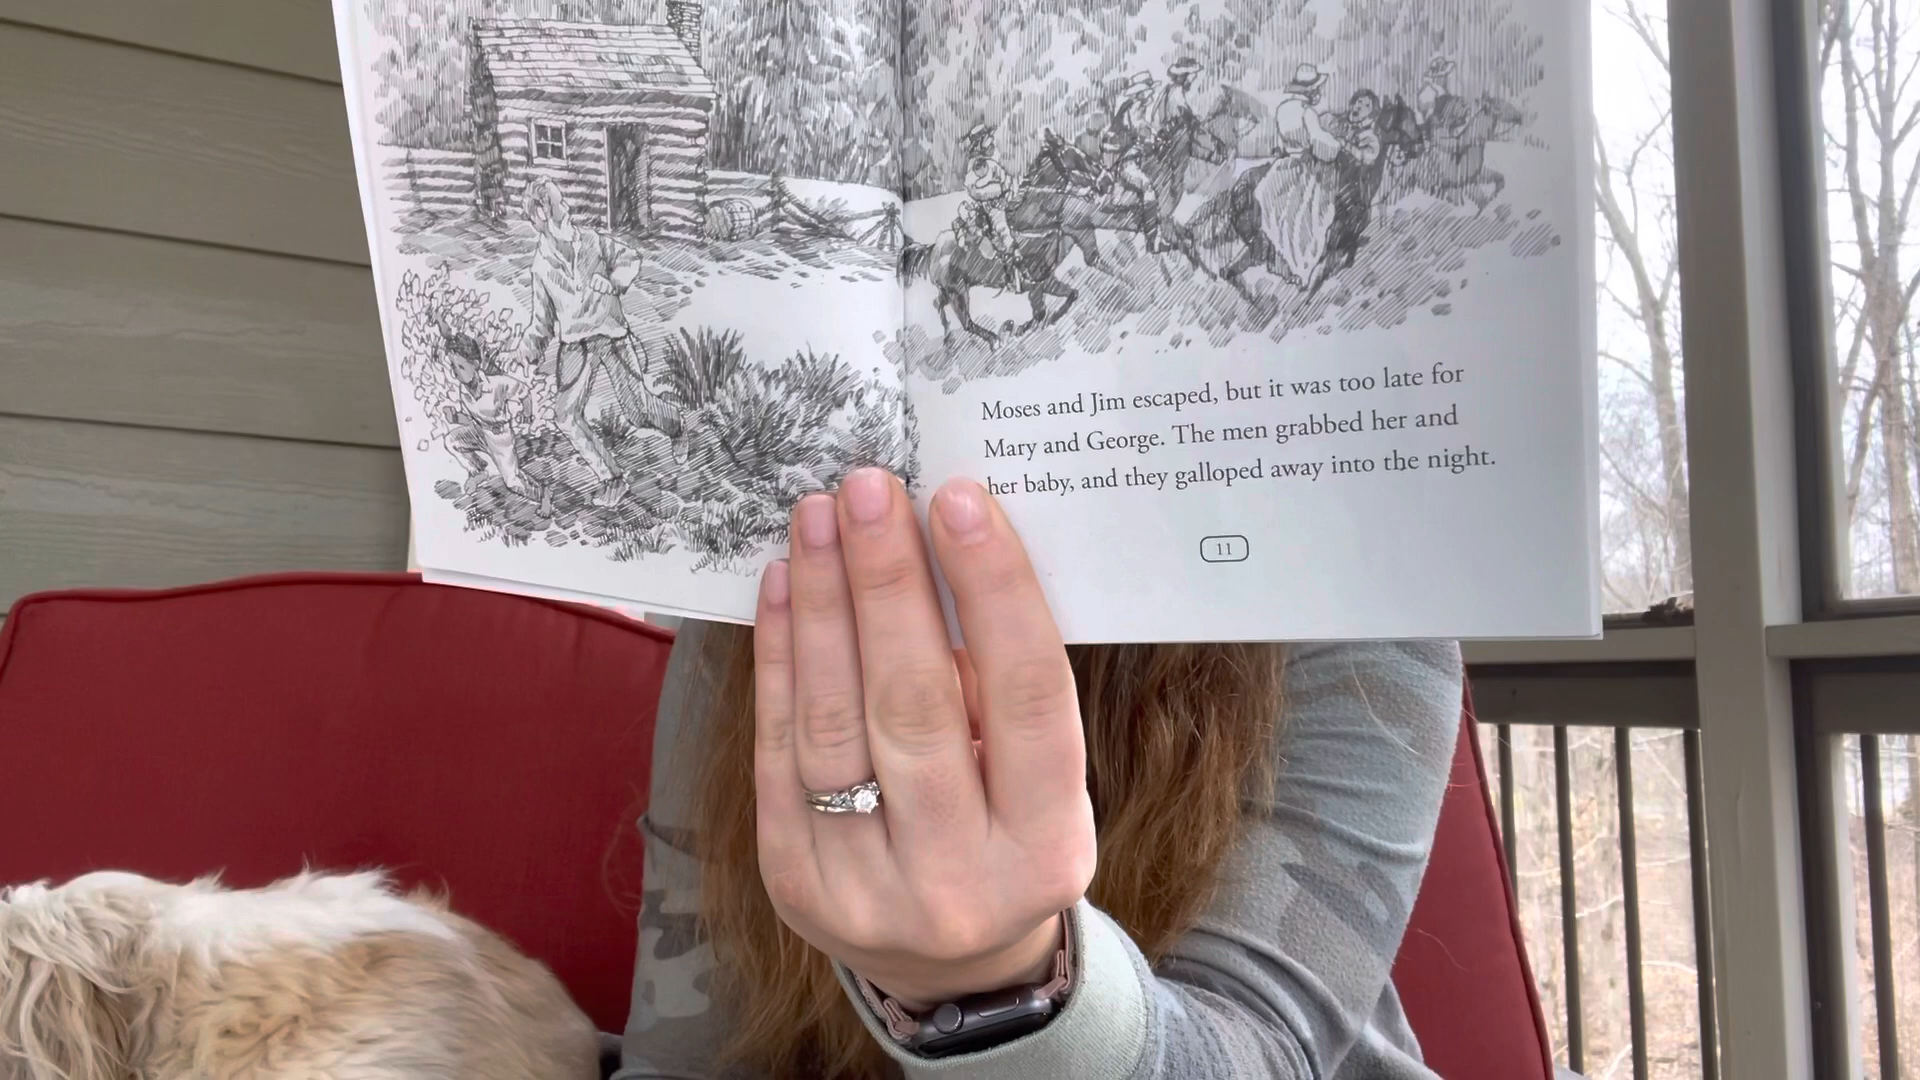 Moses and Jim escaped, but it was too late for
Mary and George. The men grabbed her and
her baby, and they galloped away into the night.
11